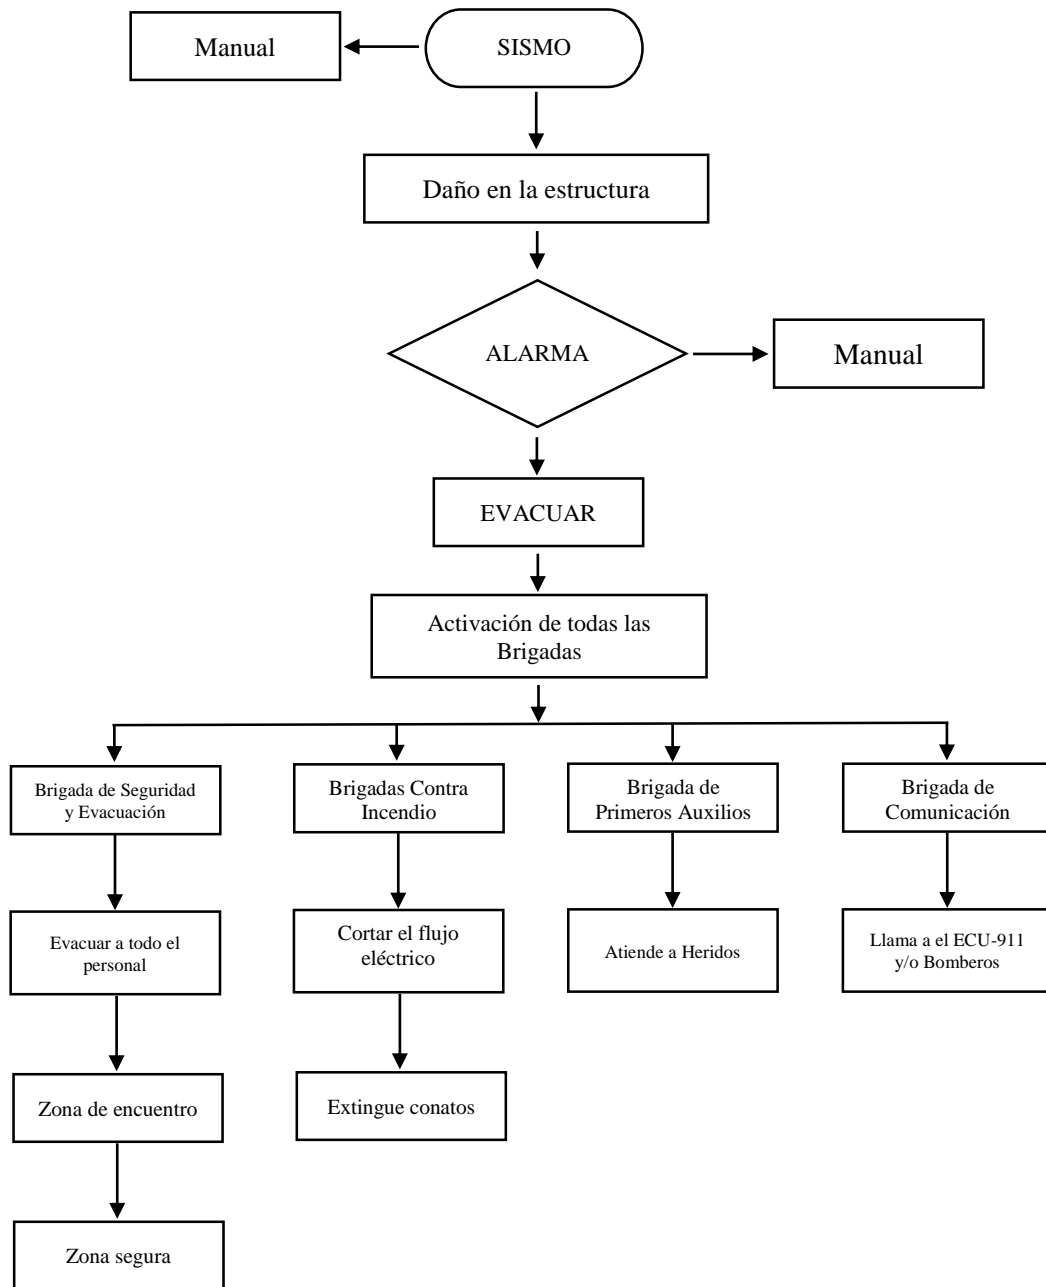 Manual
SISMO
Daño en la estructura
ALARMA
Manual
EVACUAR
Activación de todas las
Brigadas
Brigada de Seguridad
y Evacuación
Brigadas Contra
Incendio
Brigada de
Primeros Auxilios
Brigada de
Comunicación
Evacuar a todo el
personal
Cortar el flujo
eléctrico
Atiende a Heridos
Llama a el ECU-911
y/o Bomberos
Zona de encuentro
Extingue conatos
Zona segura